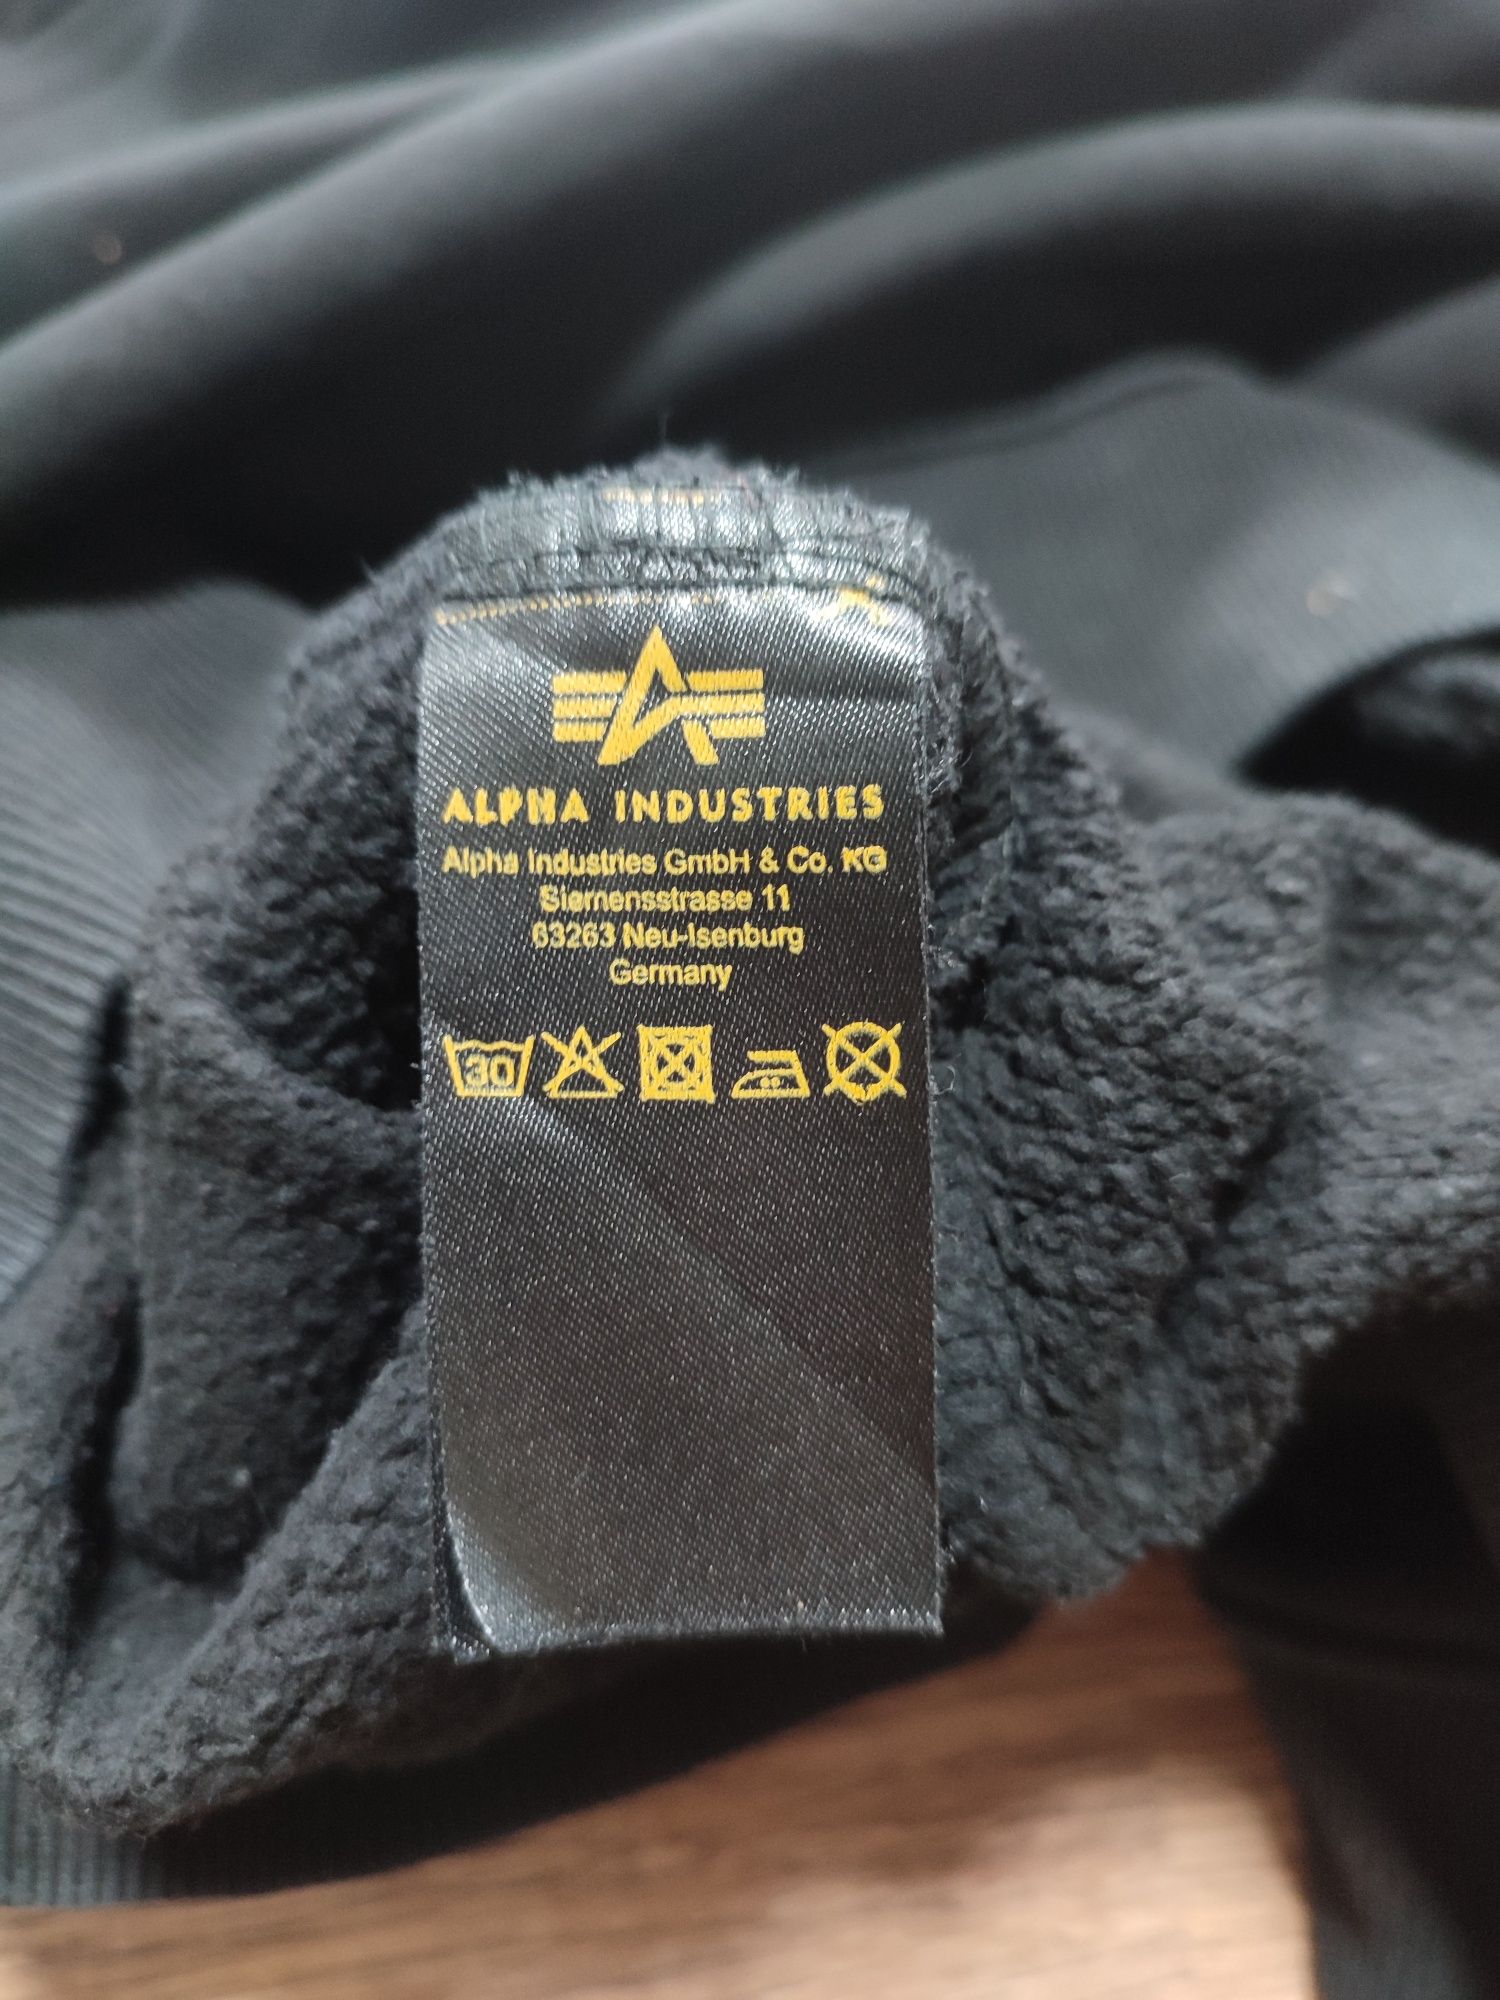 ALPHA INDUSTRIES
Alpha Industries GmbH & Co. KG
Siemensstrasse 11
63263 Neu-Isenburg
Germany
30